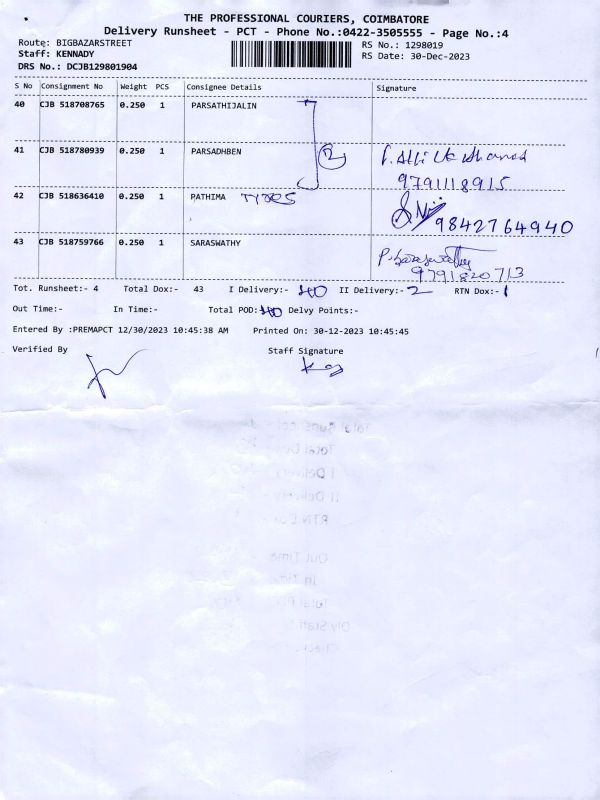 THE PROFESSIONAL COURIERS, COIMBATORE
Delivery Runsheet - PCT - Phone No.:0422-3505555 - Page No.:4
Route: BIGBAZARSTREET RS No.: 1298019
Staff: KENNADY RS Date: 30-Dec-2023
DRS No.: DCJB129801904
S No Consignment No Weight PCS Consignee Details Signature
40 CJB 518708765 0.250 1 PARSATHIJALIN
41 CJB 518780939 0.250 1 PARSADHBEN 2
9791118915
42 CJB 518636410 0.250 1 PATHIMA TYRES
9842764940
43 CJB 518759766 0.250 1 SARASWATHY P. Saraswathy
9791820713
Tot. Runsheet:- 4 Total Dox:- 43 I Delivery:- 40 II Delivery:- 2 RTN Dox:- 1
Out Time:- In Time:- Total POD:- 40 Delvy Points:-
Entered By :PREMAPCT 12/30/2023 10:45:38 AM Printed On: 30-12-2023 10:45:45
Verified By Staff Signature